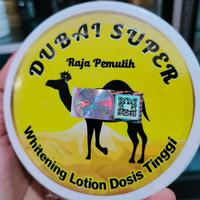 DUBAI SUPER
Raja Pemutih
Whitening Lotion Dosis Tinggi